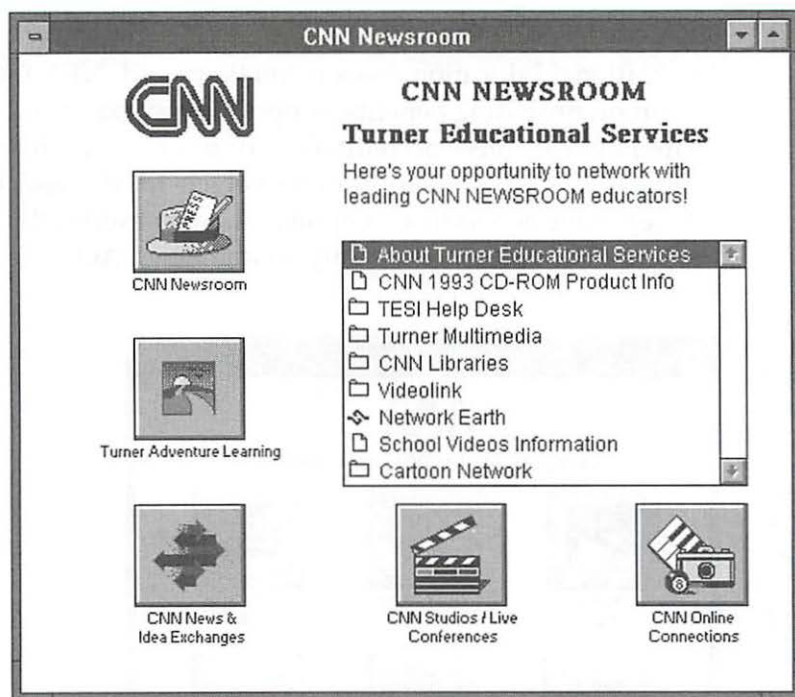 CNN Newsroom
CNN
CNN NEWSROOM
Turner Educational Services
Here's your opportunity to network with
leading CNN NEWSROOM educators!
PRESS
CNN Newsroom
About Turner Educational Services
CNN 1993 CD-ROM Product Info
TESI Help Desk
Turner Multimedia
CNN Libraries
Videolink
Network Earth
School Videos Information
Cartoon Network
Turner Adventure Learning
CNN News &
Idea Exchanges
CNN Studios / Live
Conferences
8
CNN Online
Connections